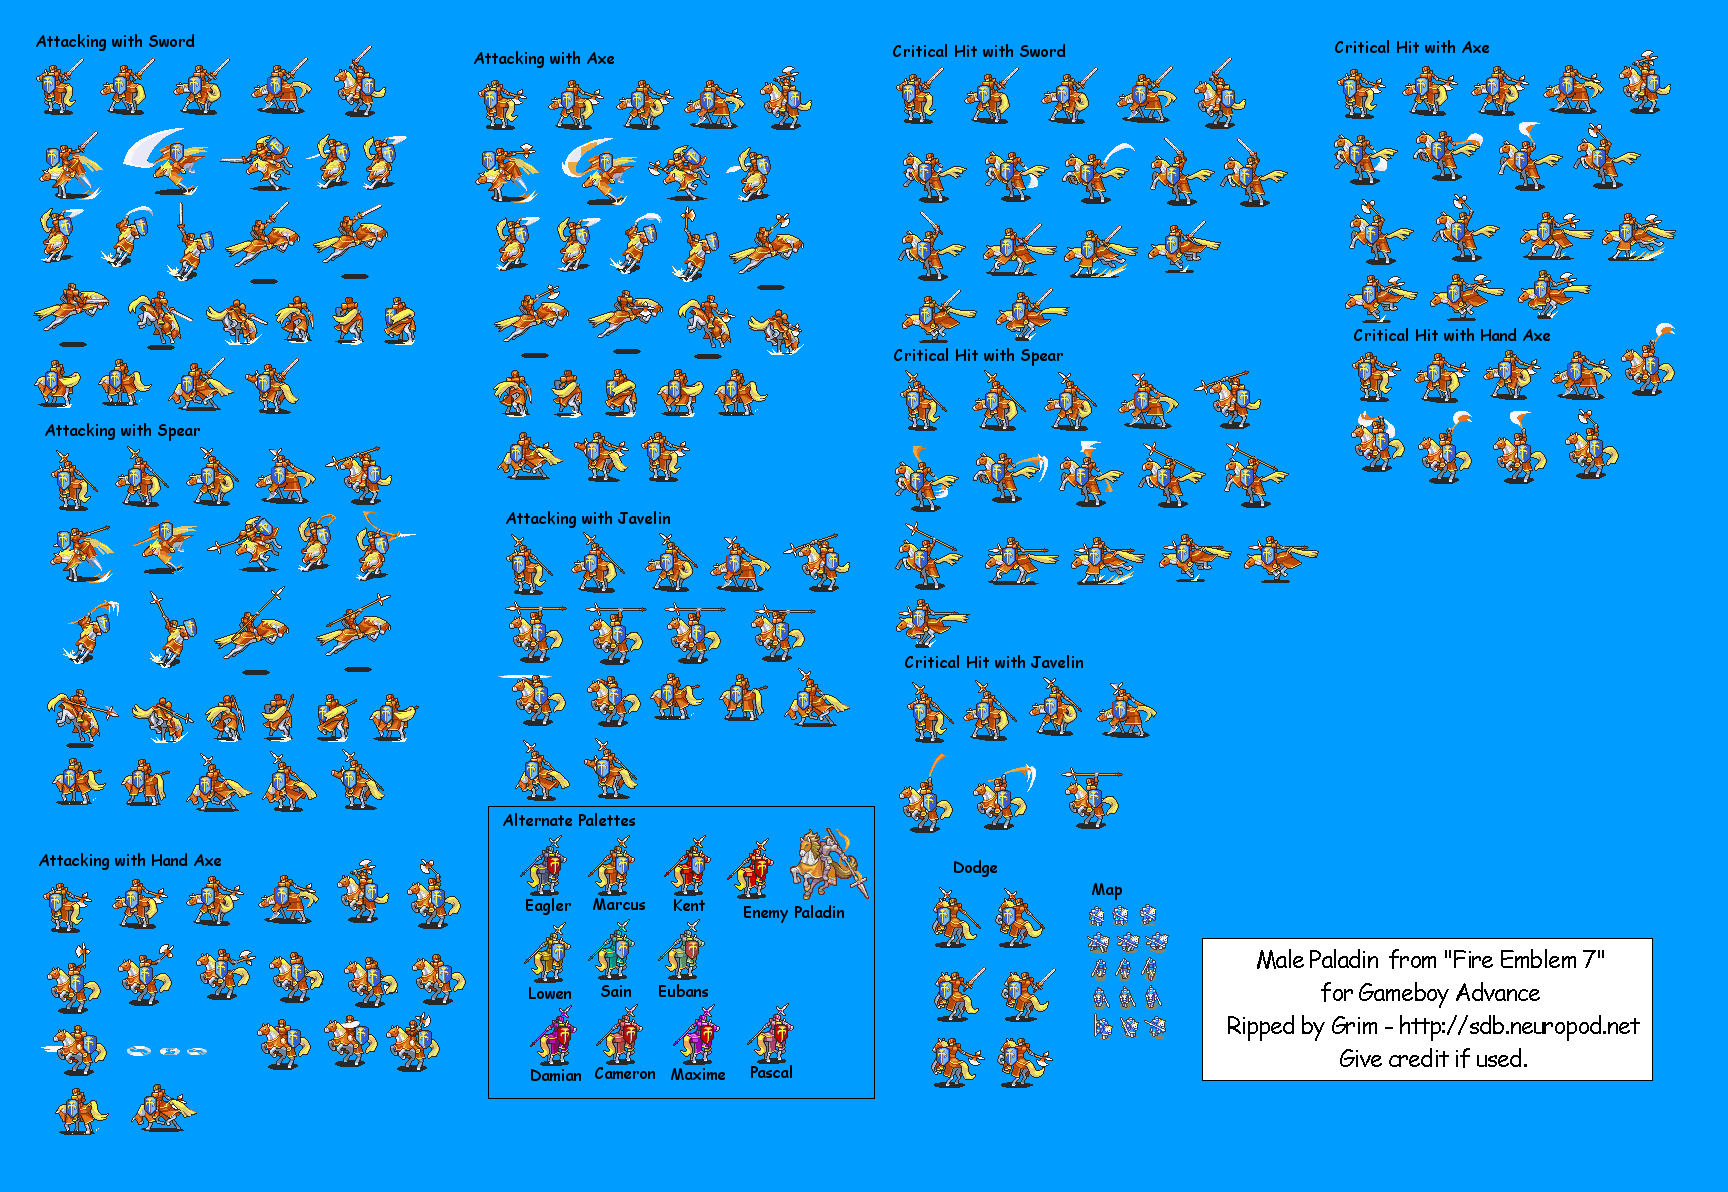 Attacking with Sword
Attacking with Axe
Critical Hit with Sword
Critical Hit with Axe
Critical Hit with Hand Axe
Critical Hit with Spear
Attacking with Spear
Attacking with Javelin
Critical Hit with Javelin
Alternate Palettes
Eagler Marcus Kent Enemy Paladin
Lowen Sain Eubans
Damian Cameron Maxime Pascal
Attacking with Hand Axe
Dodge
Map
Male Paladin from "Fire Emblem 7"
for Gameboy Advance
Ripped by Grim - http://sdb.neuropod.net
Give credit if used.